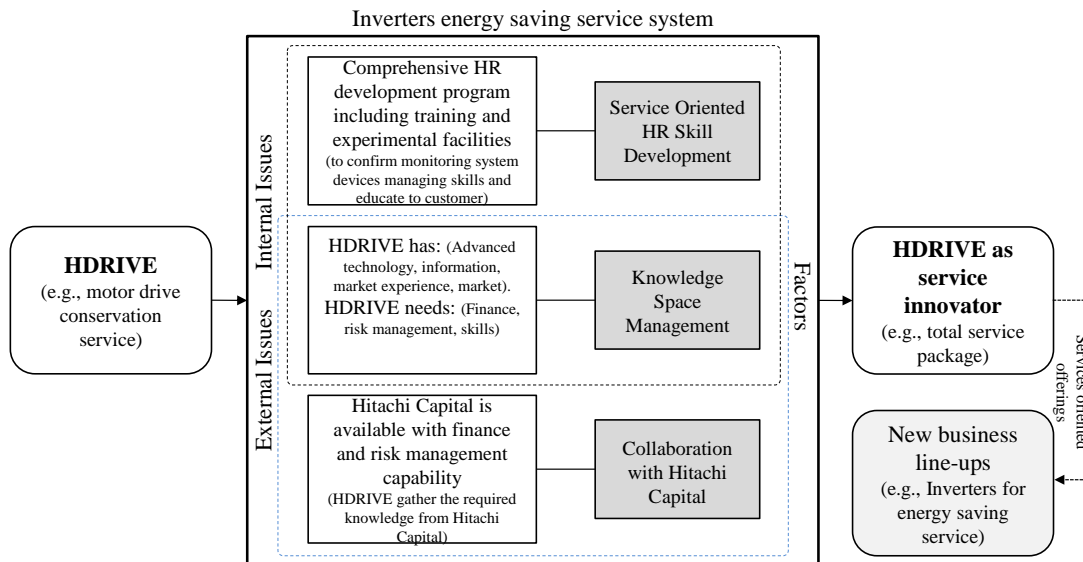 Inverters energy saving service system
HDRIVE
(e.g., motor drive
conservation
service)
Internal Issues
External Issues
Comprehensive HR
development program
including training and
experimental facilities
(to confirm monitoring system
devices managing skills and
educate to customer)
Service Oriented
HR Skill
Development
HDRIVE has: (Advanced
technology, information,
market experience, market).
HDRIVE needs: (Finance,
risk management, skills)
Knowledge
Space
Management
Hitachi Capital is
available with finance
and risk management
capability
(HDRIVE gather the required
knowledge from Hitachi
Capital)
Collaboration
with Hitachi
Capital
Factors
HDRIVE as
service
innovator
(e.g., total service
package)
Services oriented
offerings
New business
line-ups
(e.g., Inverters for
energy saving
service)